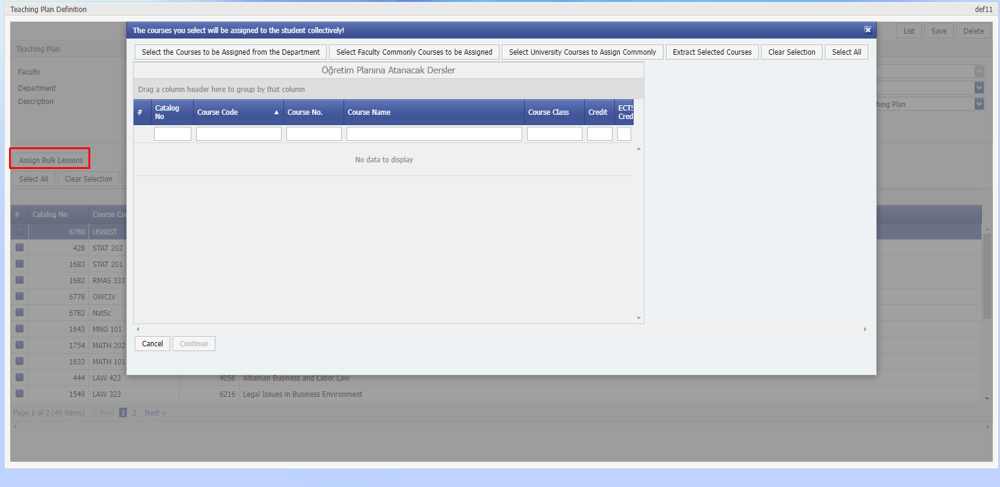 Teaching Plan Definition def11
The courses you select will be assigned to the student collectively!
List Save Delete
Select the Courses to be Assigned from the Department Select Faculty Commonly Courses to be Assigned Select University Courses to Assign Commonly Extract Selected Courses Clear Selection Select All
Teaching Plan
Öğretim Planına Atanacak Dersler
Faculty
Department
Description
Plan
Drag a column header here to group by that column
# Catalog No Course Code Course No. Course Name Course Class Credit
No data to display
Assign Bulk Lessons
Select All Clear Selection
# Catalog No Course
6780 USHIST
428 STAT 202
1683 STAT 201
1682 RMAS 333
6778 OWCIV
6782 NatSc
1643 MNG 101
1754 MATH 202
1633 MATH 101
Cancel Continue
444 LAW 423 4056 Albanian Business and Labor Law
1549 LAW 323 6216 Legal Issues in Business Environment
Page 1 of 2 (40 items) < Prev 1 2 Next >